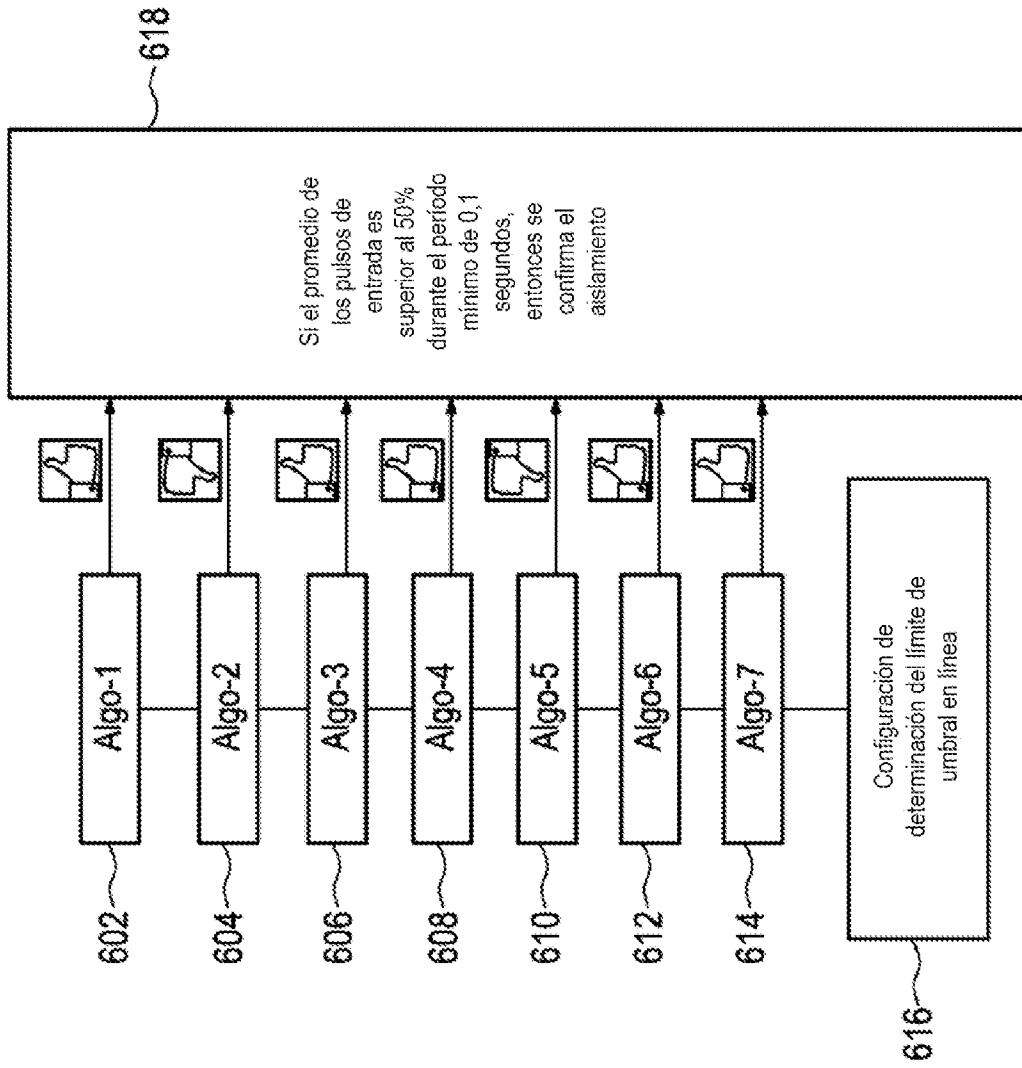 602
Algo-1
604
Algo-2
606
Algo-3
608
Algo-4
610
Algo-5
612
Algo-6
614
Algo-7
616
Configuración de
determinación del límite de
umbral en línea
618
Si el promedio de
los pulsos de
entrada es
superior al 50%
durante el período
mínimo de 0,1
segundos,
entonces se
confirma el
aislamiento